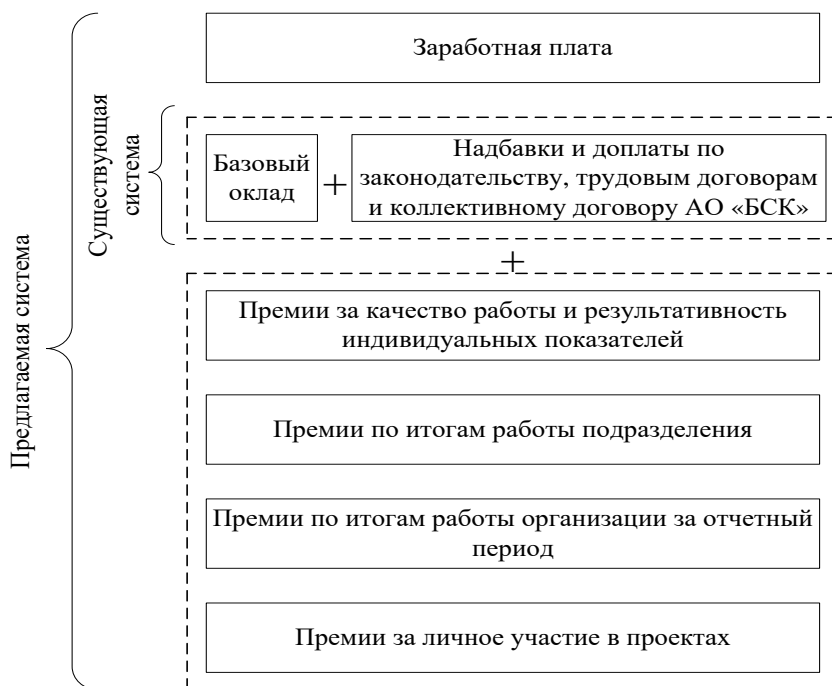 Заработная плата
Существующая
система
Базовый
оклад
+
Надбавки и доплаты по
законодательству, трудовым договорам
и коллективному договору АО «БСК»
+
Предлагаемая система
Премии за качество работы и результативность
индивидуальных показателей
Премии по итогам работы подразделения
Премии по итогам работы организации за отчетный
период
Премии за личное участие в проектах